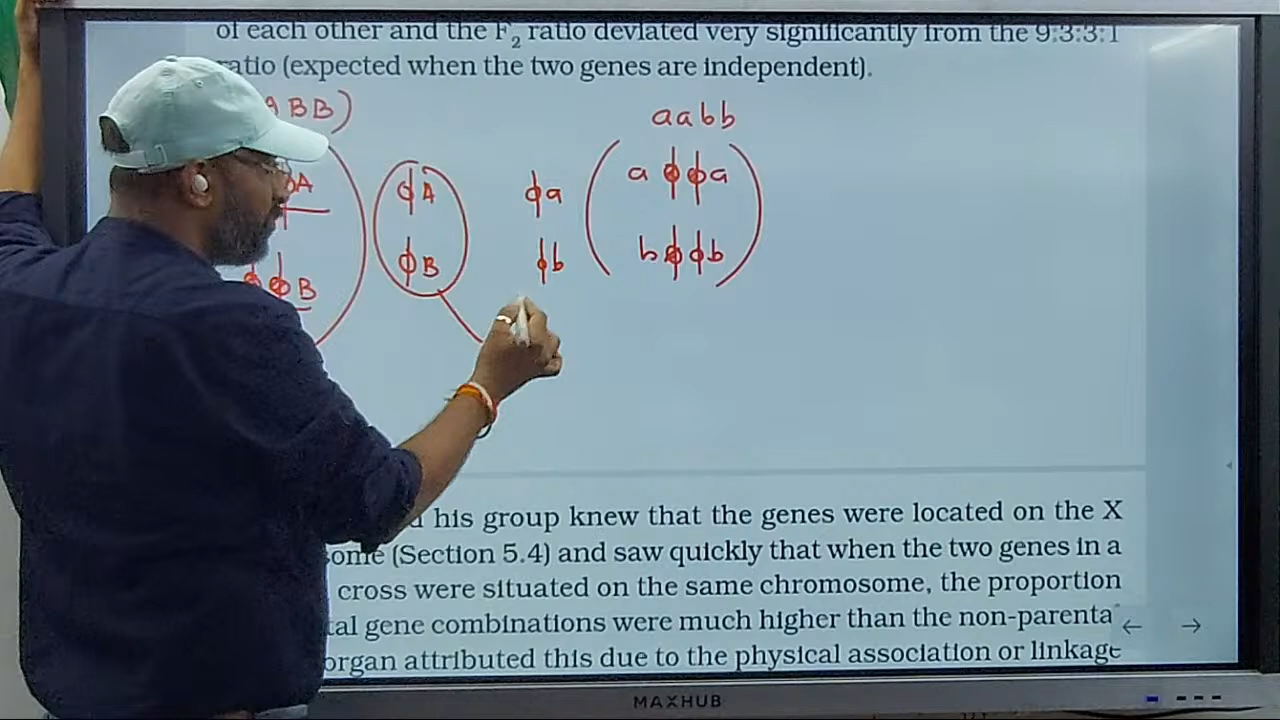 of each other and the F2 ratio deviated very significantly from the 9:3:3:1
ratio (expected when the two genes are independent).
A BB)
aabb
A
A
a
a a
B
B
b
b b
his group knew that the genes were located on the X
(Section 5.4) and saw quickly that when the two genes in a
cross were situated on the same chromosome, the proportion
gene combinations were much higher than the non-parenta
organ attributed this due to the physical association or linkage
MAXHUB